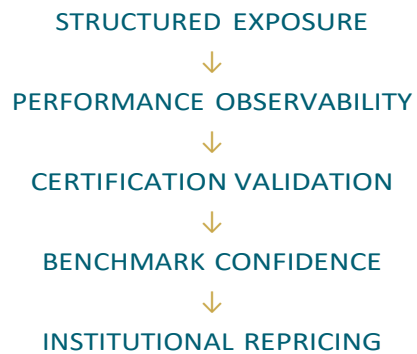 STRUCTURED EXPOSURE
↓
PERFORMANCE OBSERVABILITY
↓
CERTIFICATION VALIDATION
↓
BENCHMARK CONFIDENCE
↓
INSTITUTIONAL REPRICING